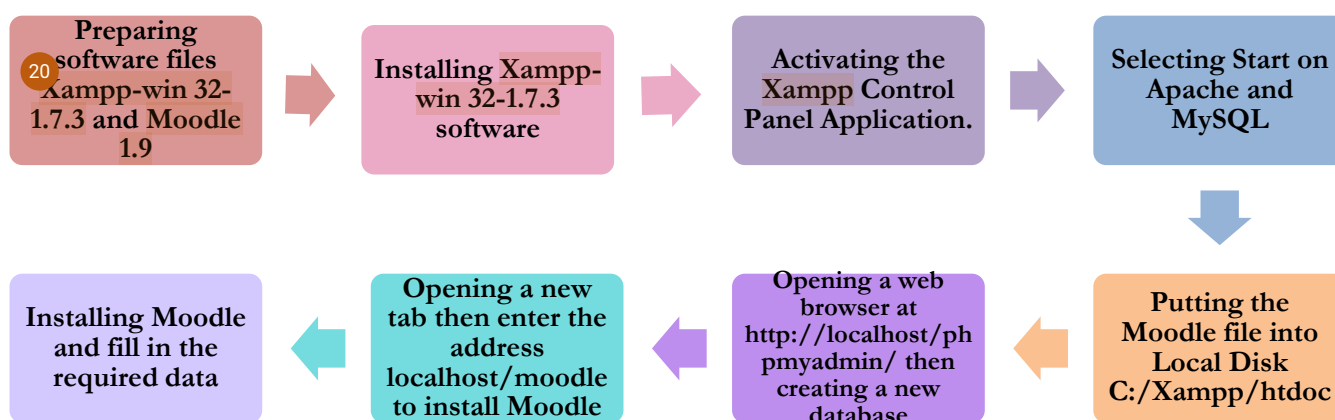 Preparing
software files
20
Xampp-win 32-
1.7.3 and Moodle
1.9
Installing Xampp-
win 32-1.7.3
software
Activating the
Xampp Control
Panel Application.
Selecting Start on
Apache and
MySQL
Putting the
Moodle file into
Local Disk
C:/Xampp/htdoc
Opening a web
browser at
http://localhost/ph
pmyadmin/ then
creating a new
database
Opening a new
tab then enter the
address
localhost/moodle
to install Moodle
Installing Moodle
and fill in the
required data